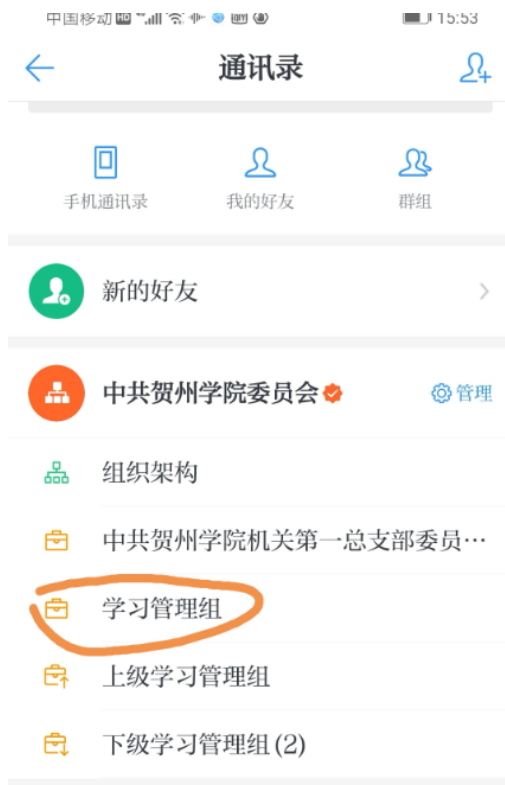 中国移动 HD 15:53
通讯录
手机通讯录 我的好友 群组
新的好友
中共贺州学院委员会 管理
组织架构
中共贺州学院机关第一总支部委员…
学习管理组
上级学习管理组
下级学习管理组(2)